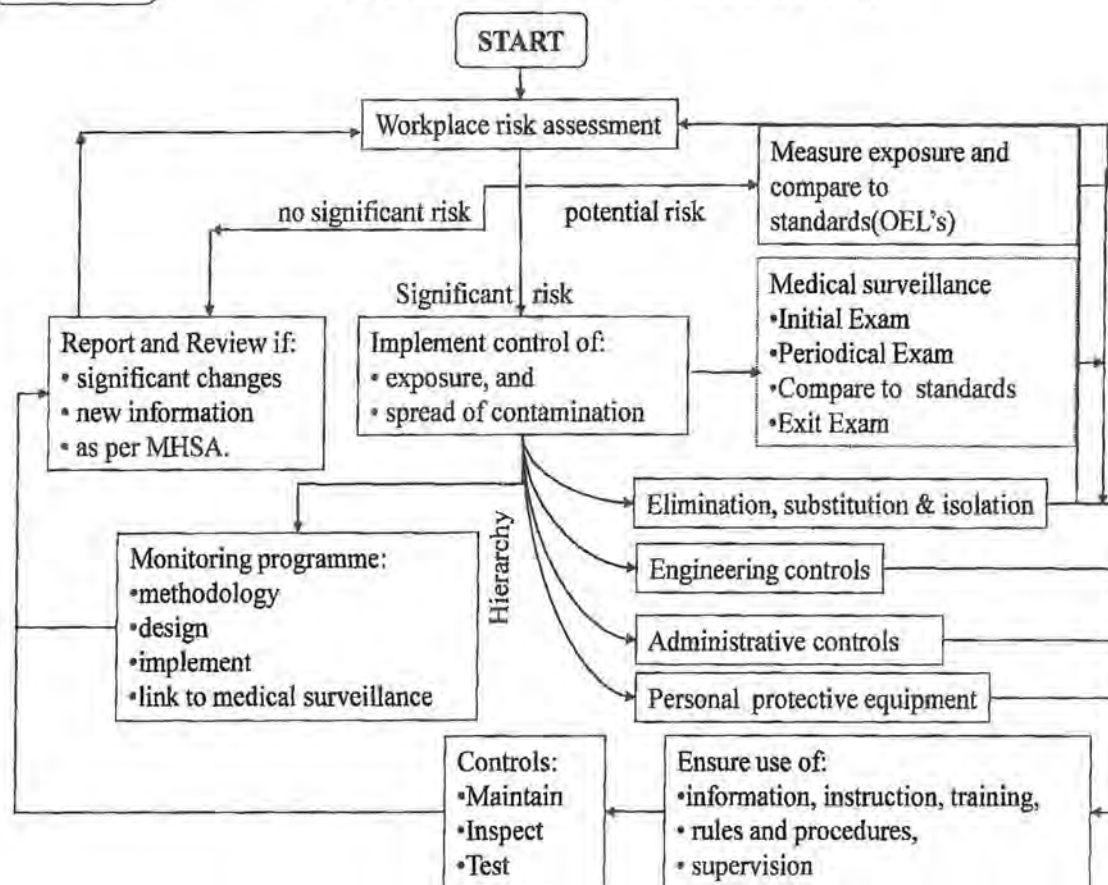 START
Workplace risk assessment
Measure exposure and
compare to
standards(OEL's)
no significant risk
potential risk
Significant risk
Medical surveillance
•Initial Exam
•Periodical Exam
•Compare to standards
•Exit Exam
Report and Review if:
• significant changes
• new information
• as per MHSA.
Implement control of:
• exposure, and
• spread of contamination
Hierarchy
Elimination, substitution & isolation
Engineering controls
Administrative controls
Personal protective equipment
Monitoring programme:
•methodology
•design
•implement
•link to medical surveillance
Controls:
•Maintain
•Inspect
•Test
Ensure use of:
•information, instruction, training,
• rules and procedures,
• supervision